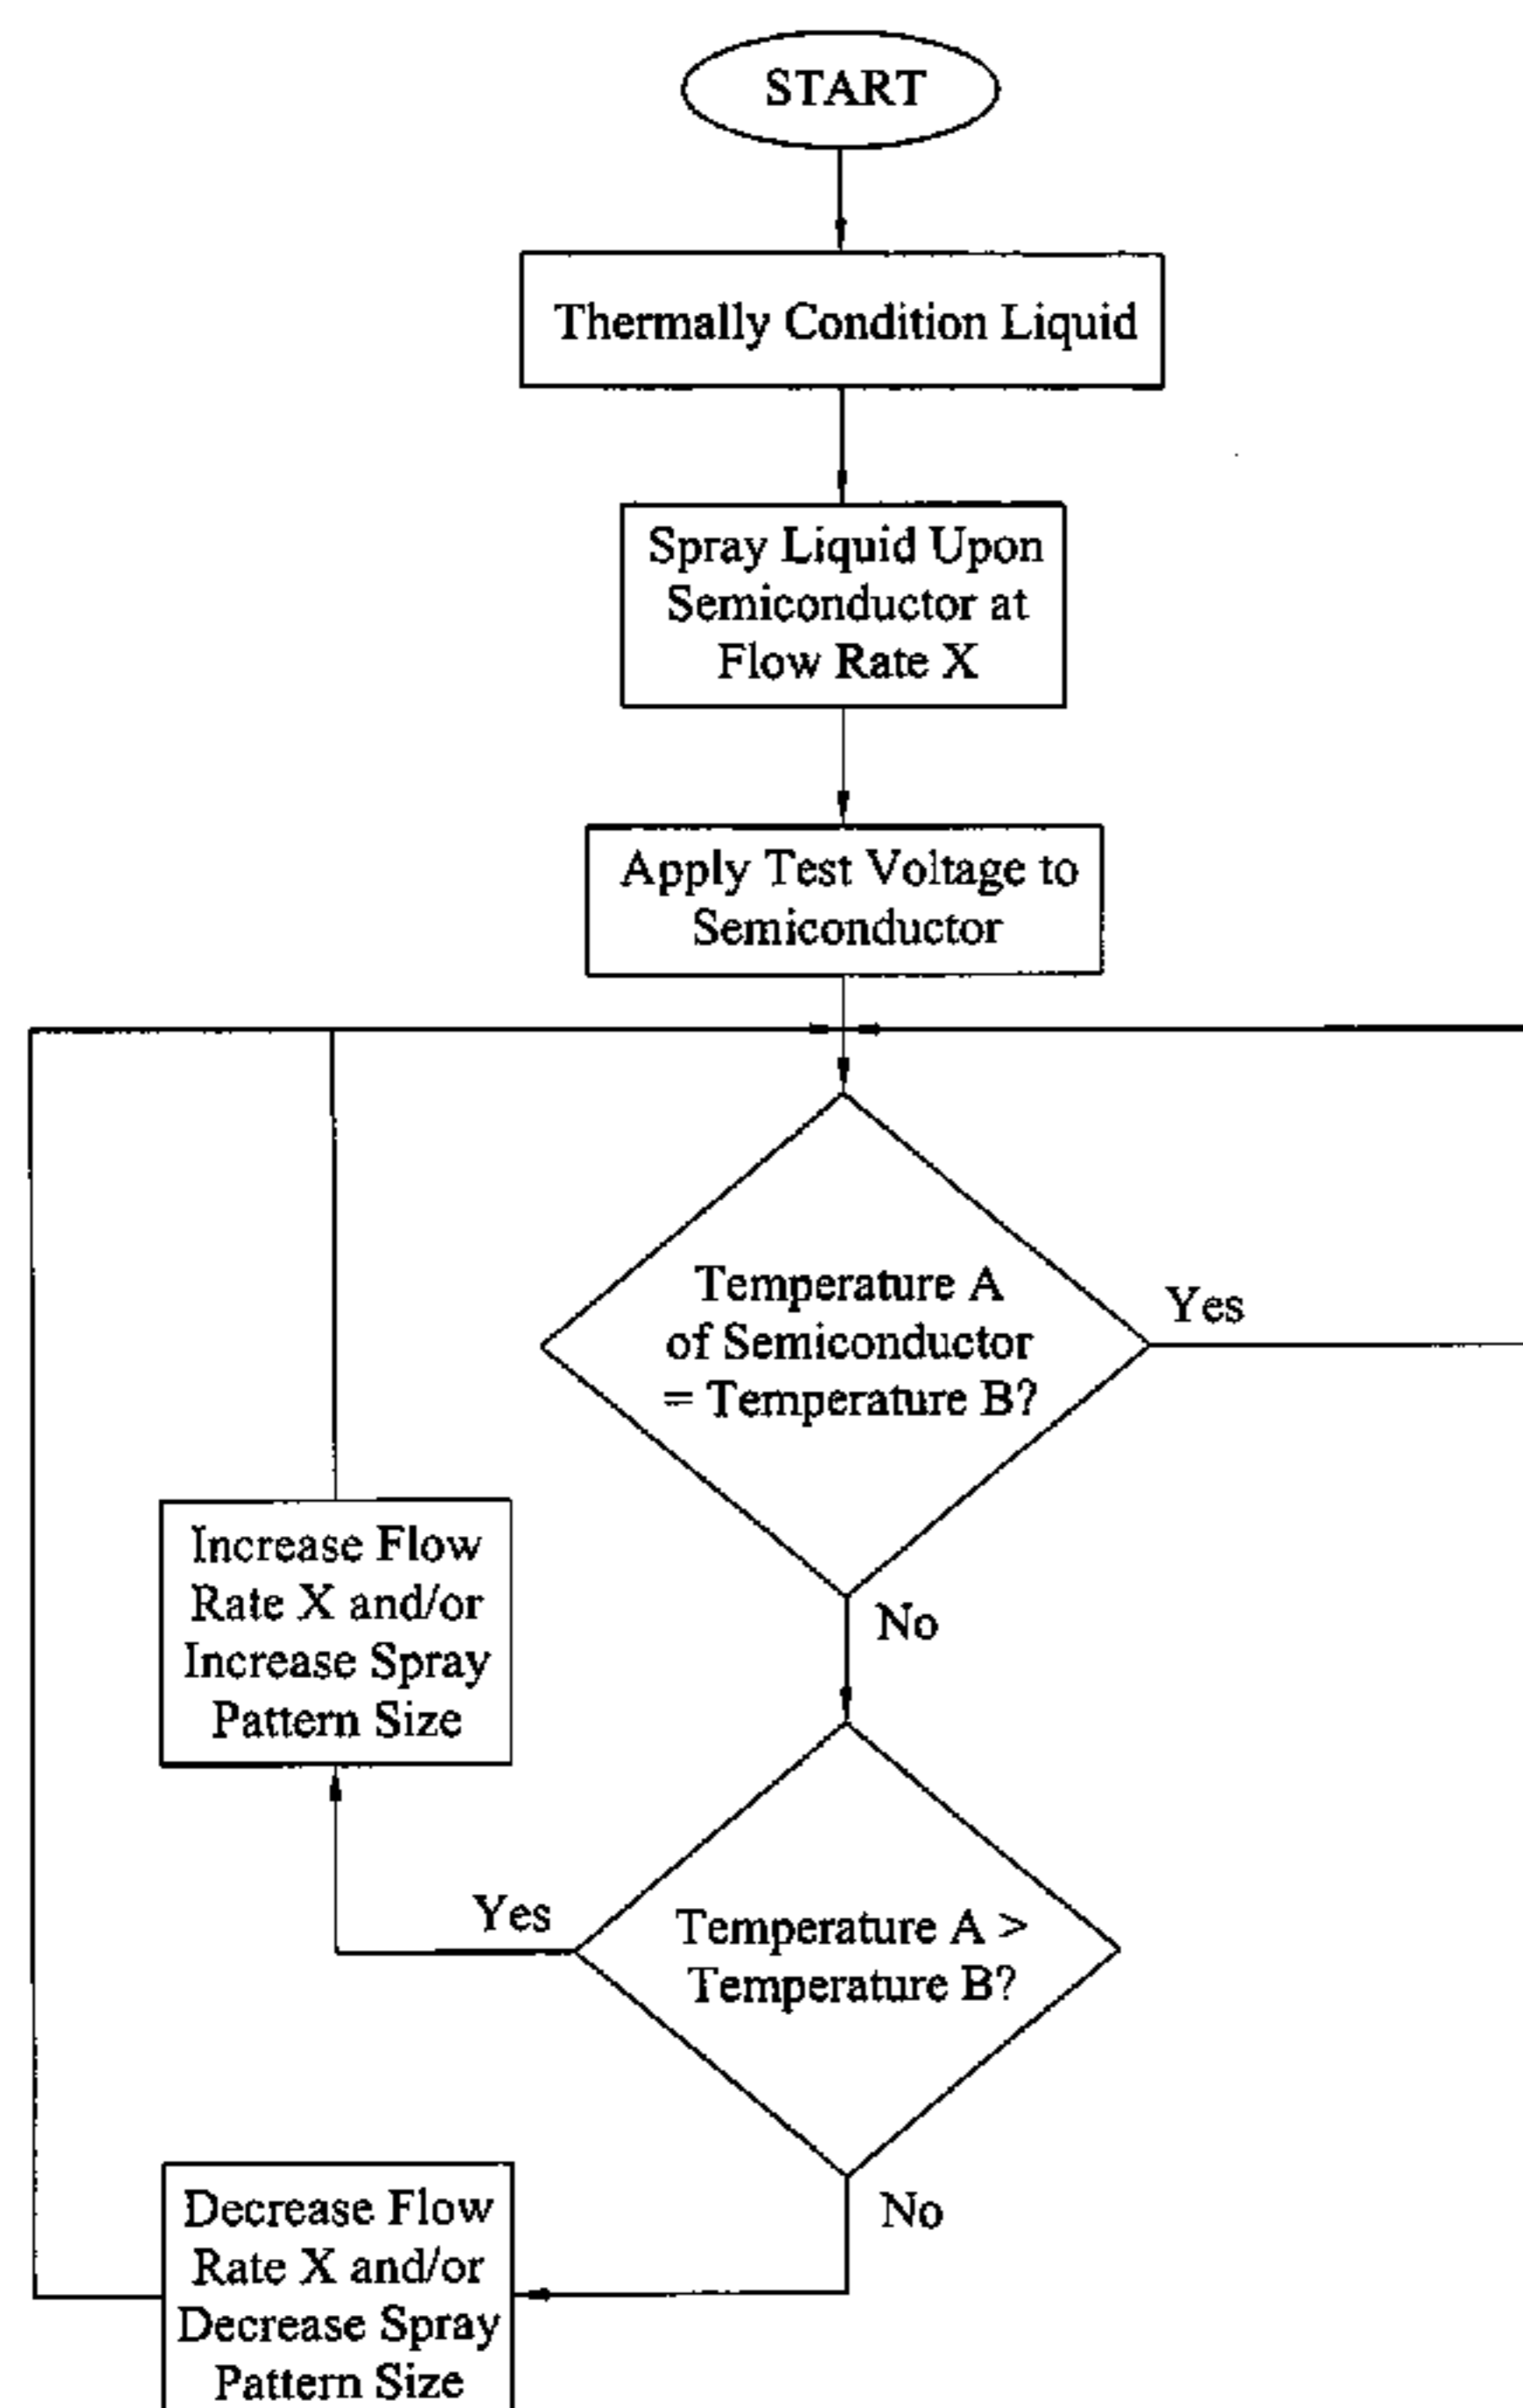 START
Thermally Condition Liquid
Spray Liquid Upon
Semiconductor at
Flow Rate X
Apply Test Voltage to
Semiconductor
Temperature A
of Semiconductor
= Temperature B?
Yes
No
Increase Flow
Rate X and/or
Increase Spray
Pattern Size
Yes
Temperature A >
Temperature B?
No
Decrease Flow
Rate X and/or
Decrease Spray
Pattern Size